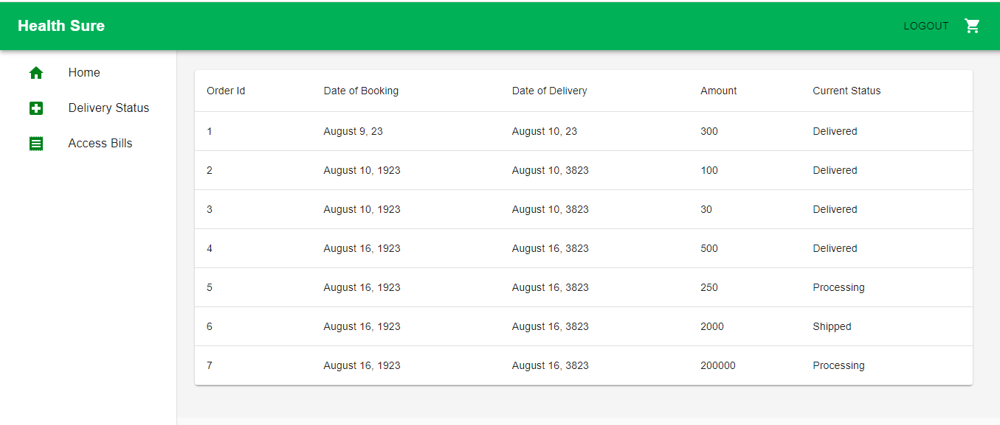 Health Sure
LOGOUT
Home
Delivery Status
Access Bills
Order Id Date of Booking Date of Delivery Amount Current Status
1 August 9, 23 August 10, 23 300 Delivered
2 August 10, 1923 August 10, 3823 100 Delivered
3 August 10, 1923 August 10, 3823 30 Delivered
4 August 16, 1923 August 16, 3823 500 Delivered
5 August 16, 1923 August 16, 3823 250 Processing
6 August 16, 1923 August 16, 3823 2000 Shipped
7 August 16, 1923 August 16, 3823 200000 Processing